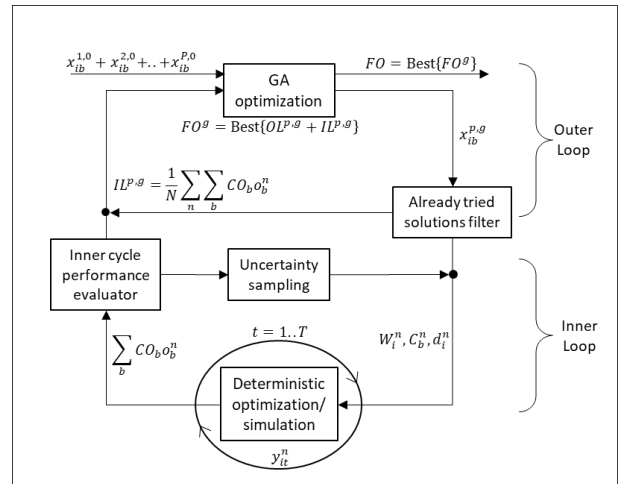 x_{ib}^{1,0} + x_{ib}^{2,0}+..+x_{ib}^{P,0}
GA
optimization
FO = Best{FO^g}
FO^g = Best{OL^{p,g} + IL^{p,g}}
x_{ib}^{p,g}
Outer
Loop
IL^{p,g} = \frac{1}{N} \sum_n \sum_b CO_b o_b^n
Already tried
solutions filter
Inner cycle
performance
evaluator
Uncertainty
sampling
t = 1..T
W_i^n, C_b^n, d_i^n
Inner
Loop
\sum_b CO_b o_b^n
Deterministic
optimization/
simulation
y_{it}^n